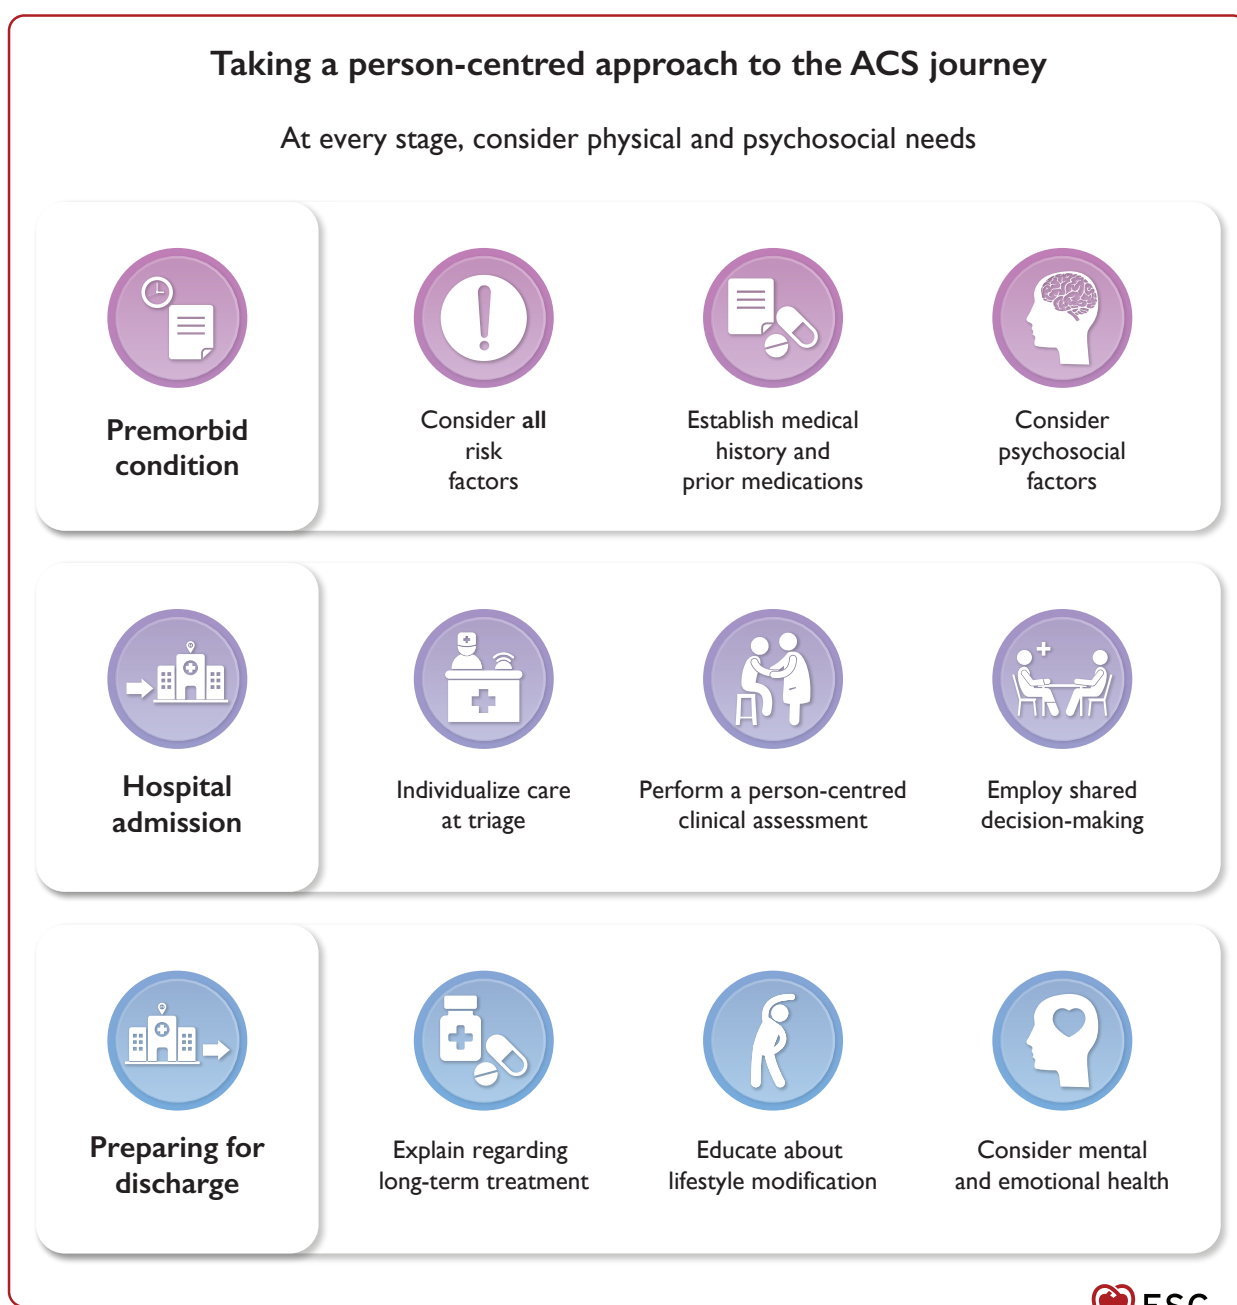 Taking a person-centred approach to the ACS journey
At every stage, consider physical and psychosocial needs
Premorbid
condition
Consider all
risk
factors
Establish medical
history and
prior medications
Consider
psychosocial
factors
Hospital
admission
Individualize care
at triage
Perform a person-centred
clinical assessment
Employ shared
decision-making
Preparing for
discharge
Explain regarding
long-term treatment
Educate about
lifestyle modification
Consider mental
and emotional health
ESC